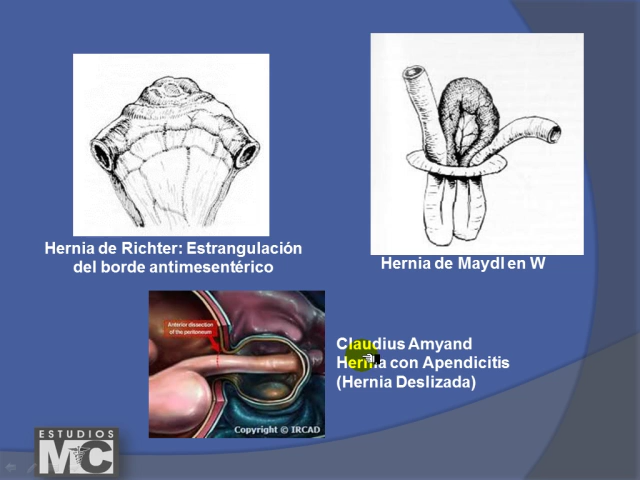 Hernia de Richter: Estrangulación
del borde antimesentérico
Hernia de Maydl en W
Anterior dissection
of the peritoneum
Claudius Amyand
Hernia con Apendicitis
(Hernia Deslizada)
Copyright © IRCAD
ESTUDIOS
MC